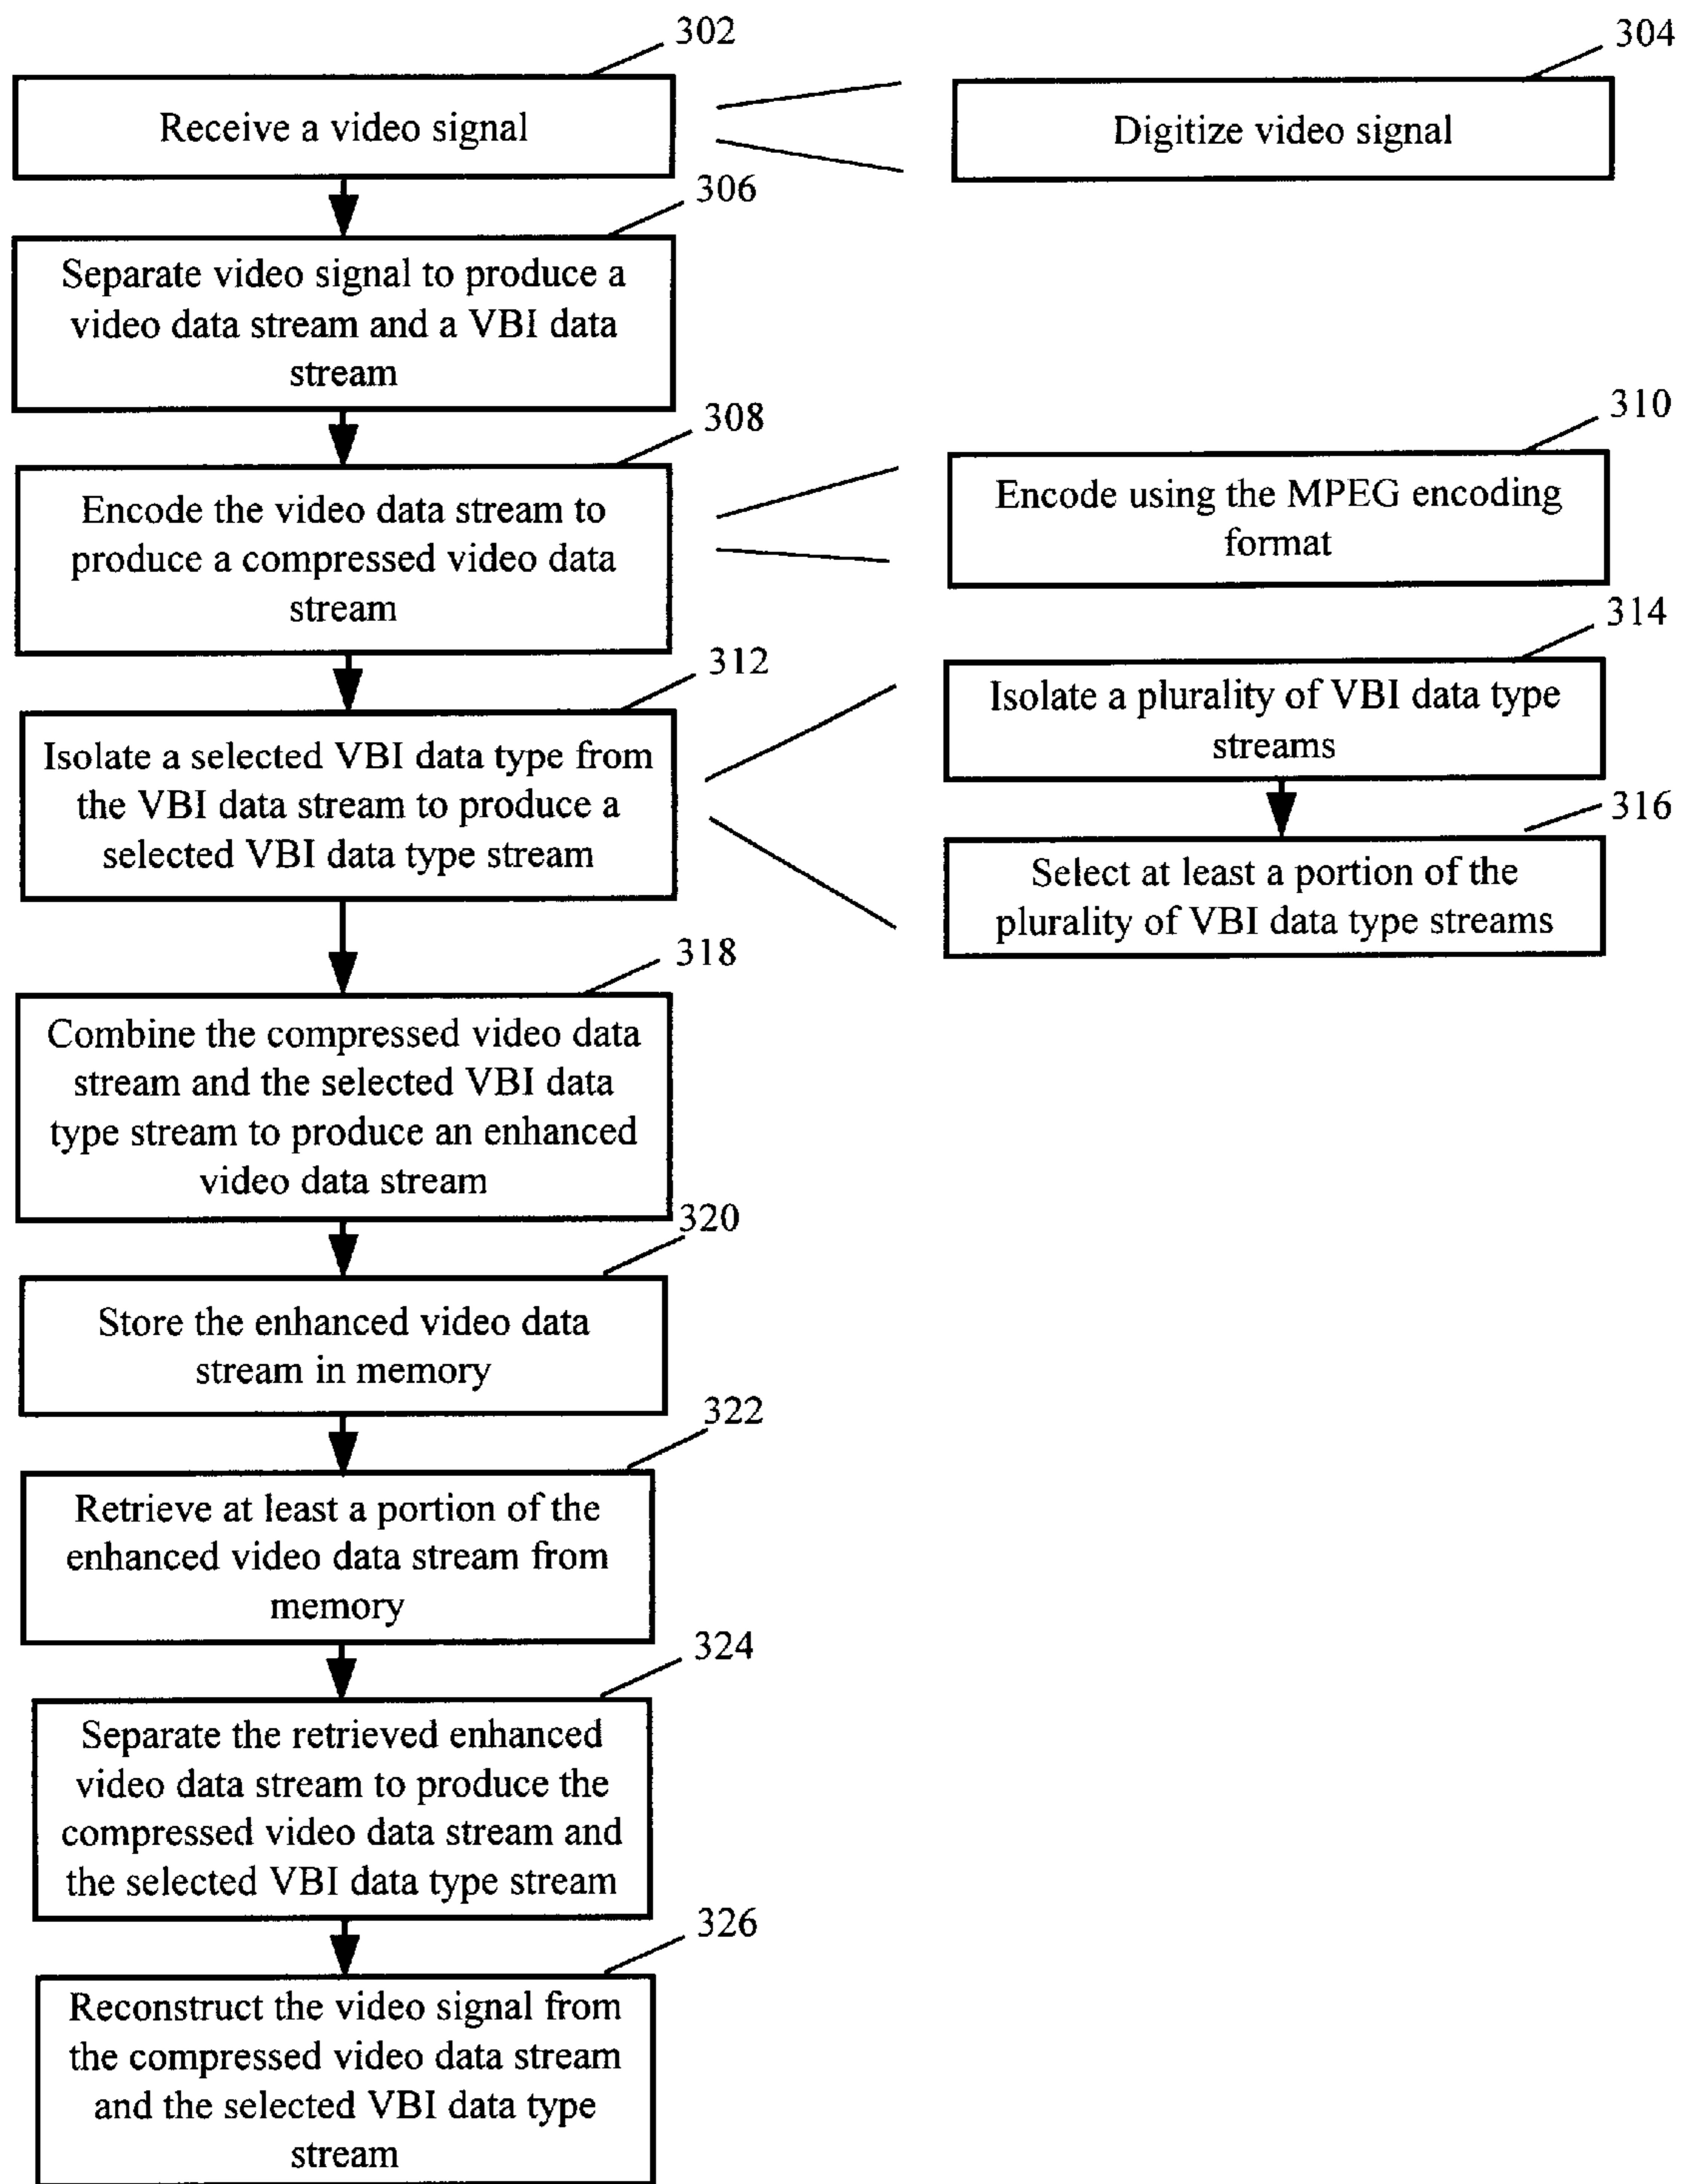 302
Receive a video signal
304
Digitize video signal
306
Separate video signal to produce a
video data stream and a VBI data
stream
308
Encode the video data stream to
produce a compressed video data
stream
310
Encode using the MPEG encoding
format
312
Isolate a selected VBI data type from
the VBI data stream to produce a
selected VBI data type stream
314
Isolate a plurality of VBI data type
streams
316
Select at least a portion of the
plurality of VBI data type streams
318
Combine the compressed video data
stream and the selected VBI data
type stream to produce an enhanced
video data stream
320
Store the enhanced video data
stream in memory
322
Retrieve at least a portion of the
enhanced video data stream from
memory
324
Separate the retrieved enhanced
video data stream to produce the
compressed video data stream and
the selected VBI data type stream
326
Reconstruct the video signal from
the compressed video data stream
and the selected VBI data type
stream